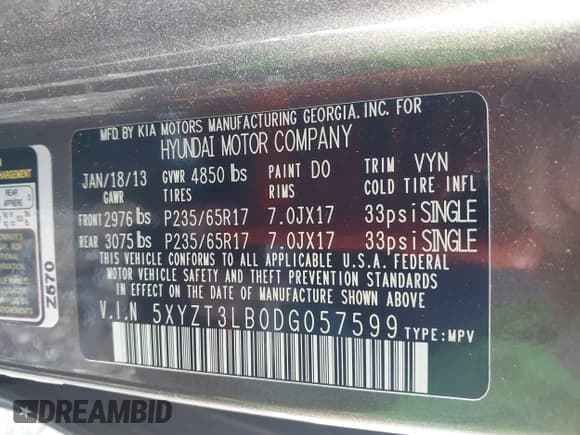 MFD. BY KIA MOTORS MANUFACTURING GEORGIA. INC. FOR
HYUNDAI MOTOR COMPANY
JAN/18/13 GVWR 4850 lbs PAINT DO TRIM VYN
GAWR TIRES RIMS COLD TIRE INFL
FRONT 2976 lbs P235/65R17 7.0JX17 33psi SINGLE
REAR 3075 lbs P235/65R17 7.0JX17 33psi SINGLE
THIS VEHICLE CONFORMS TO ALL APPLICABLE U.S.A. FEDERAL
MOTOR VEHICLE SAFETY AND THEFT PREVENTION STANDARDS
IN EFFECT ON THE DATE OF MANUFACTURE SHOWN ABOVE.
V.I.N 5XYZT3LB0DG057599 TYPE: MPV
REAR
Z570
DREAMBID